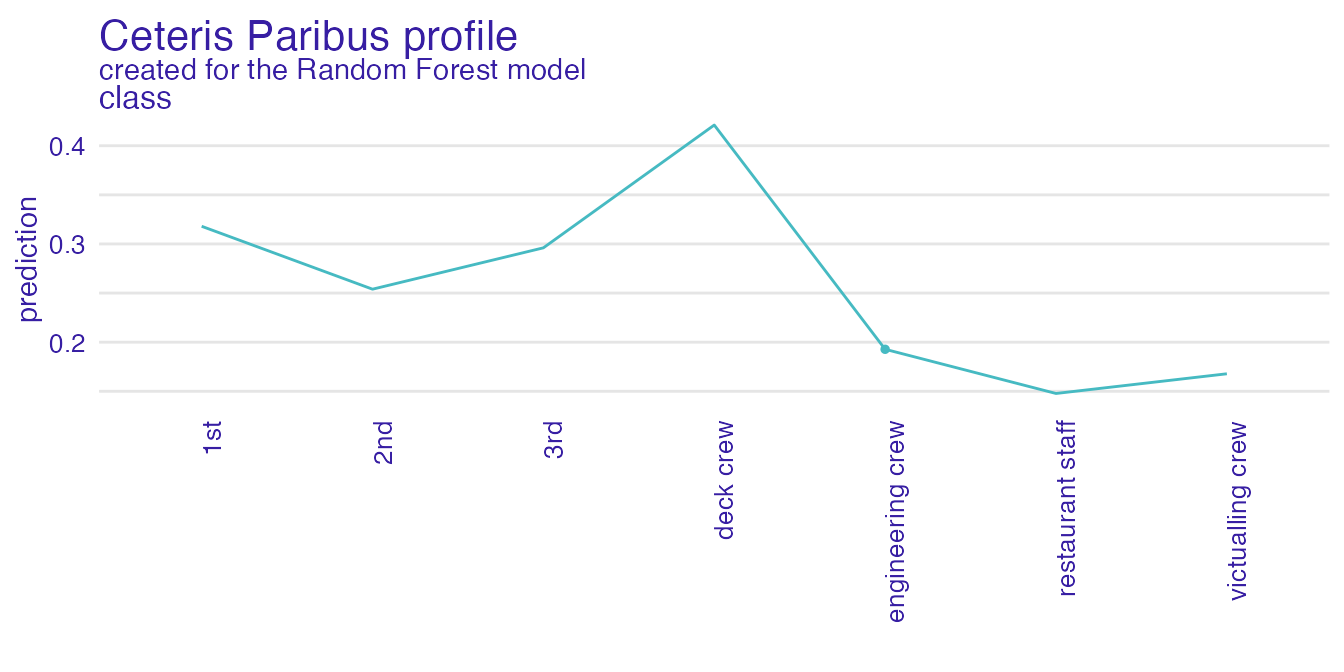 Ceteris Paribus profile
created for the Random Forest model
class
prediction
0.4
0.3
0.2
1st
2nd
3rd
deck crew
engineering crew
restaurant staff
victualling crew